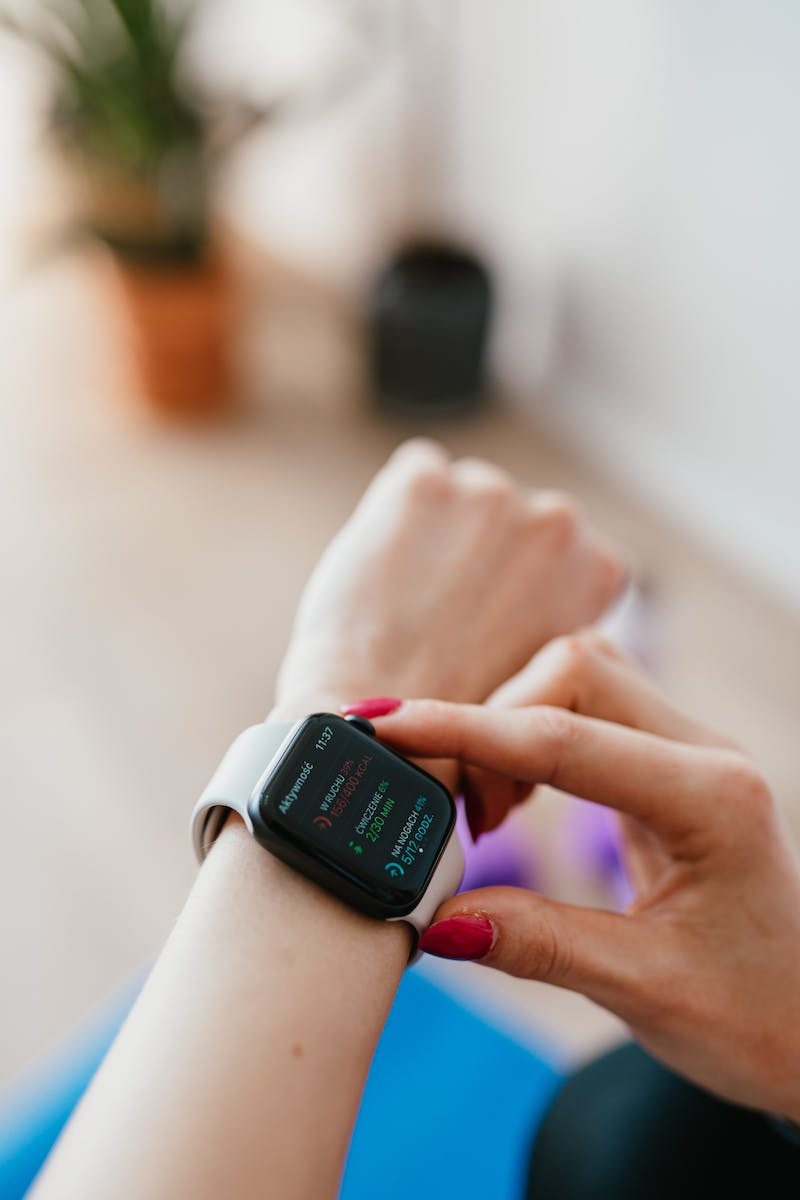 Aktywność 11:37
W RUCHU 39%
156/400 KCAL
ĆWICZENIE 6%
2/30 MIN
NA NOGACH 41%
5/12 GODZ.